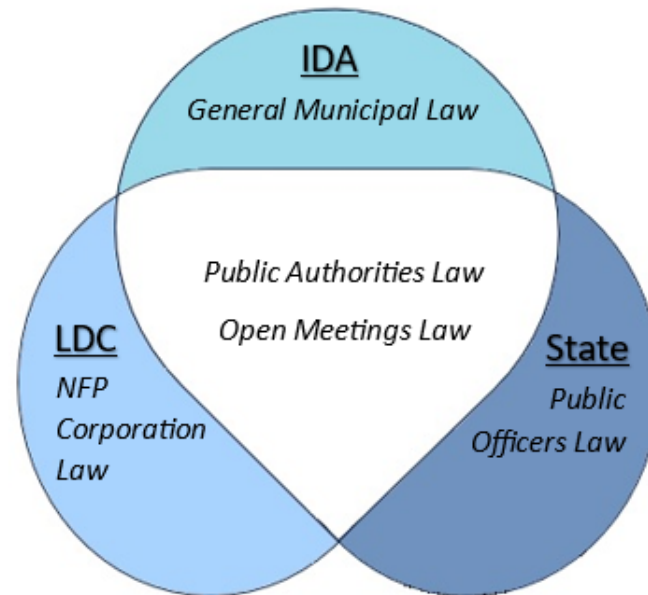 IDA
General Municipal Law
Public Authorities Law
Open Meetings Law
LDC
NFP
Corporation
Law
State
Public
Officers Law